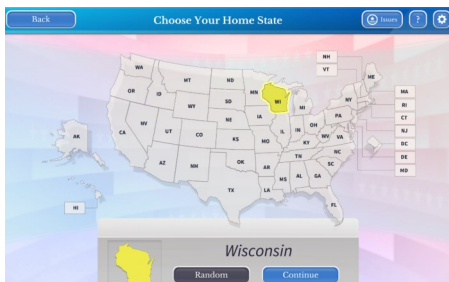 Back
Choose Your Home State
Issues
?
NH
VT
WA
MT
ND
ME
OR
ID
MN
WI
SD
NY
MA
WY
MI
RI
IA
PA
CT
NE
NV
IL
IN
OH
NJ
UT
CO
WV
VA
DC
CA
KS
MO
KY
AK
DE
NC
TN
MD
AZ
NM
OK
AR
SC
MS
AL
GA
TX
LA
FL
HI
Wisconsin
Random
Continue